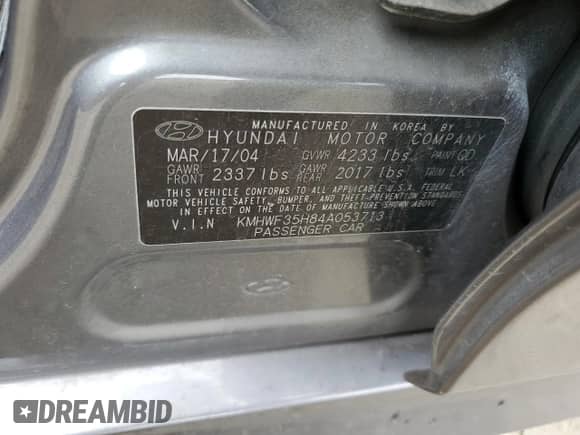 MANUFACTURED IN KOREA BY
HYUNDAI MOTOR COMPANY
MAR/17/04 GVWR 4233 lbs PAINT QD
GAWR FRONT 2337 lbs GAWR REAR 2017 lbs TRIM LK
THIS VEHICLE CONFORMS TO ALL APPLICABLE U.S.A. FEDERAL
MOTOR VEHICLE SAFETY, BUMPER, AND THEFT-PREVENTION STANDARDS
IN EFFECT ON THE DATE OF MANUFACTURE SHOWN ABOVE.
V.I.N KMHWF35H84A053713
PASSENGER CAR
DREAMBID